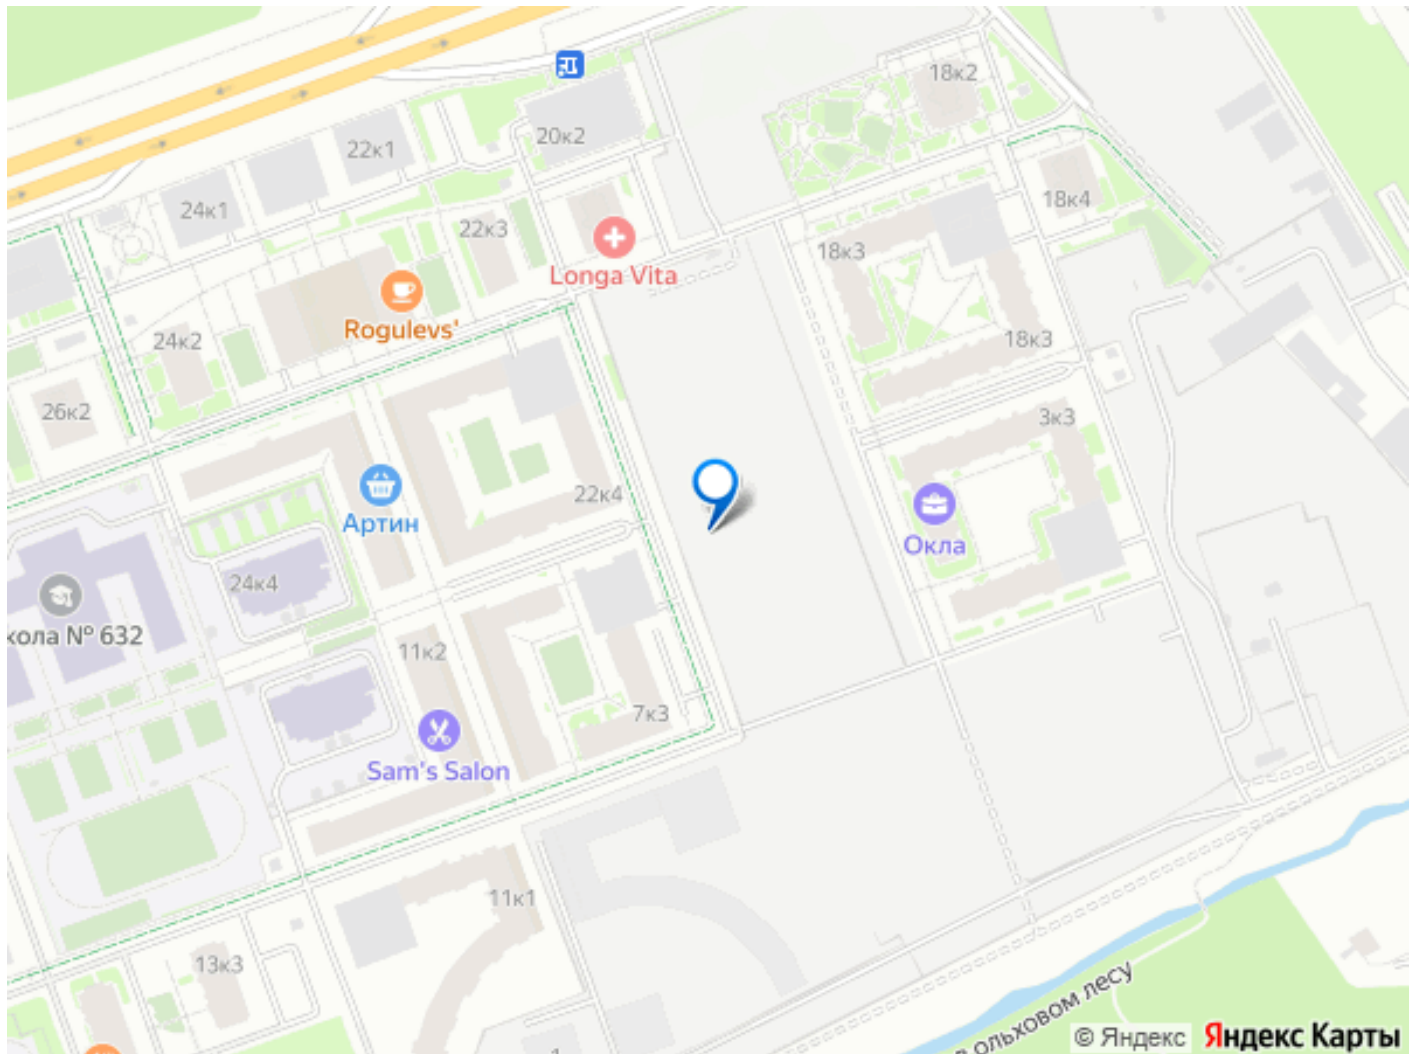 18к2
20к2
22к1
18к4
24к1
22к3
18к3
Longa Vita
Rogulevs'
24к2
18к3
26к2
3к3
22к4
Артин
Окла
24к4
кола № 632
11к2
7к3
Sam's Salon
11к1
13к3
ольховом лесу
© Яндекс
Яндекс Карты